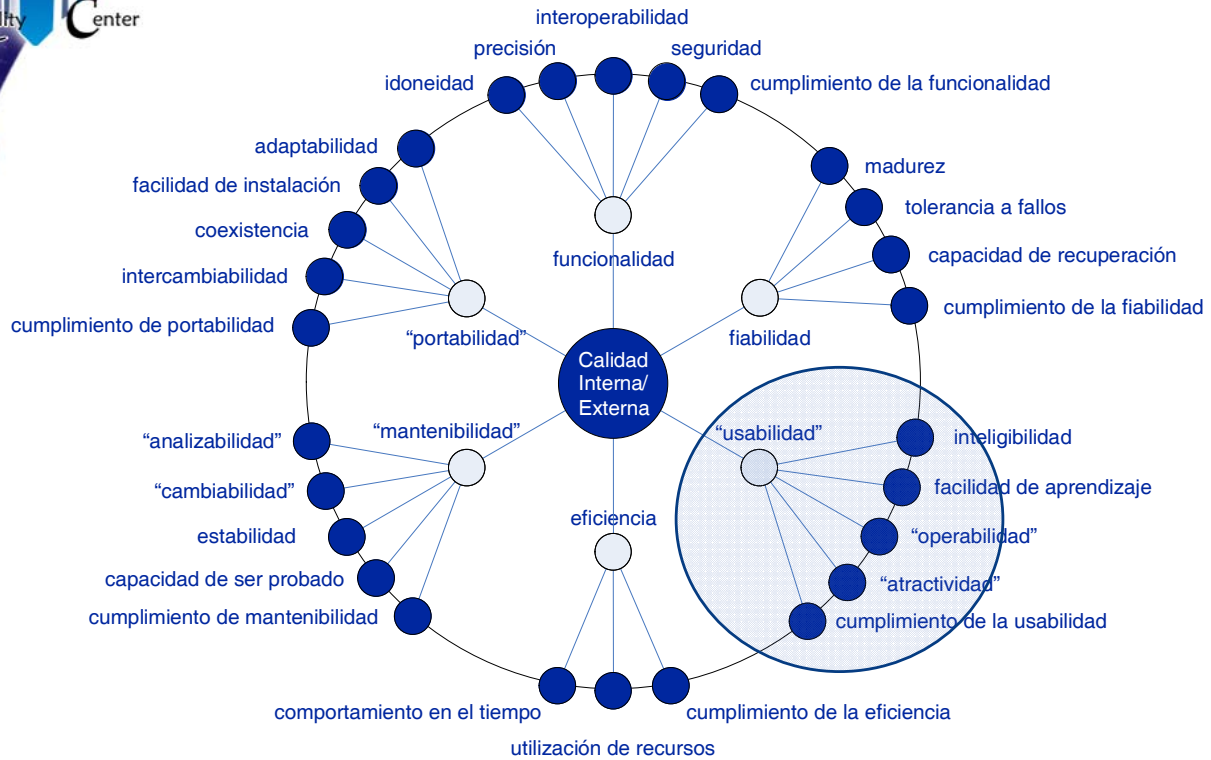 Center
interoperabilidad
precisión
seguridad
idoneidad
cumplimiento de la funcionalidad
adaptabilidad
madurez
facilidad de instalación
tolerancia a fallos
coexistencia
capacidad de recuperación
funcionalidad
intercambiabilidad
cumplimiento de la fiabilidad
cumplimiento de portabilidad
“portabilidad”
fiabilidad
Calidad
Interna/
Externa
“mantenibilidad”
“usabilidad”
“analizabilidad”
inteligibilidad
“cambiabilidad”
facilidad de aprendizaje
eficiencia
estabilidad
“operabilidad”
capacidad de ser probado
“atractividad”
cumplimiento de mantenibilidad
cumplimiento de la usabilidad
comportamiento en el tiempo
cumplimiento de la eficiencia
utilización de recursos